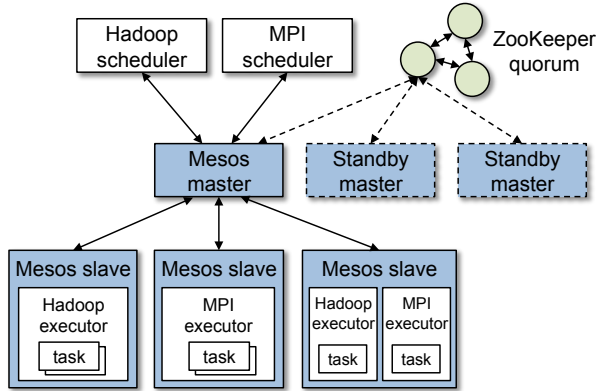 Hadoop
scheduler
MPI
scheduler
ZooKeeper
quorum
Mesos
master
Standby
master
Standby
master
Mesos slave
Hadoop
executor
task
Mesos slave
MPI
executor
task
Mesos slave
Hadoop
executor
task
MPI
executor
task